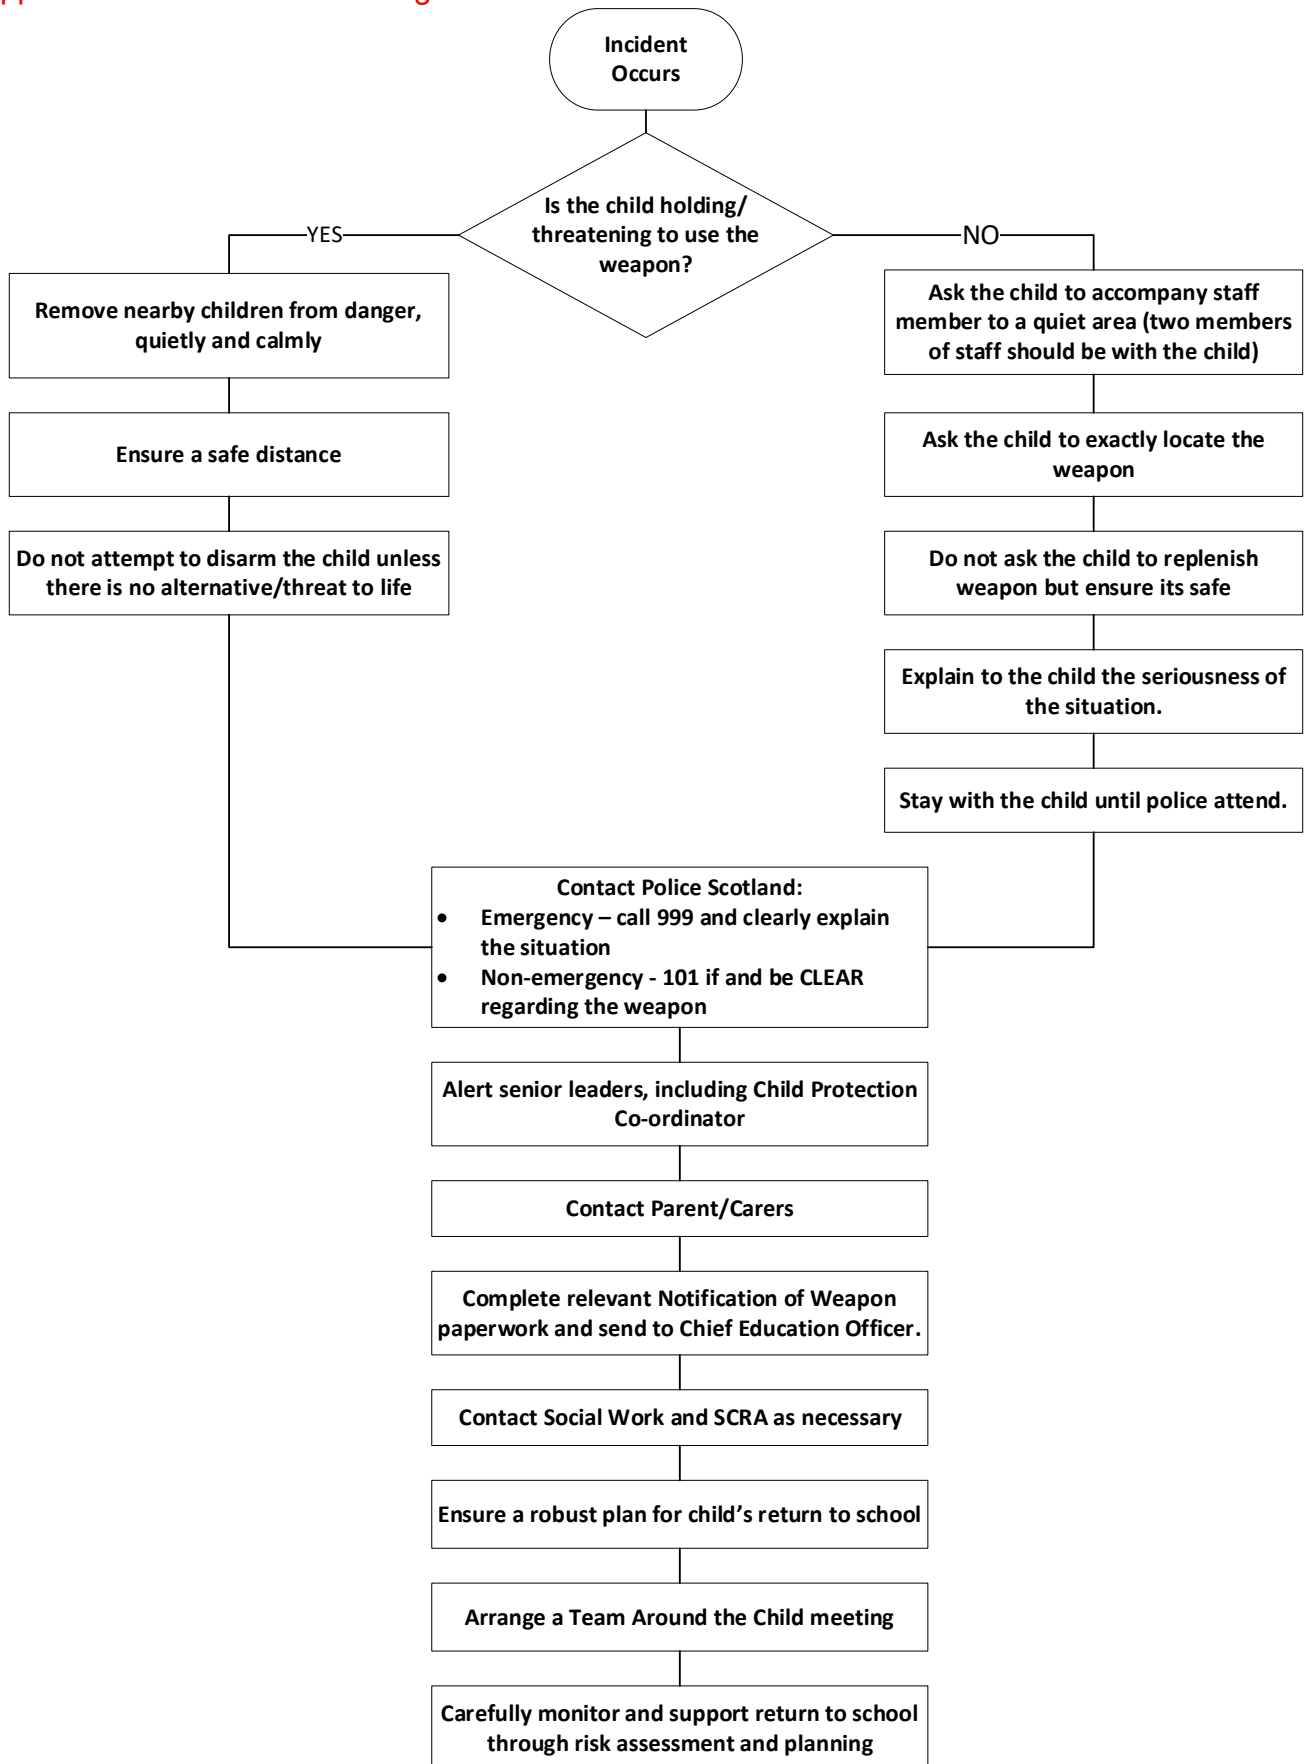 Incident
Occurs
Is the child holding/
threatening to use the
weapon?
YES
NO
Remove nearby children from danger,
quietly and calmly
Ensure a safe distance
Do not attempt to disarm the child unless
there is no alternative/threat to life
Ask the child to accompany staff
member to a quiet area (two members
of staff should be with the child)
Ask the child to exactly locate the
weapon
Do not ask the child to replenish
weapon but ensure its safe
Explain to the child the seriousness of
the situation.
Stay with the child until police attend.
Contact Police Scotland:
• Emergency – call 999 and clearly explain
the situation
• Non-emergency - 101 if and be CLEAR
regarding the weapon
Alert senior leaders, including Child Protection
Co-ordinator
Contact Parent/Carers
Complete relevant Notification of Weapon
paperwork and send to Chief Education Officer.
Contact Social Work and SCRA as necessary
Ensure a robust plan for child’s return to school
Arrange a Team Around the Child meeting
Carefully monitor and support return to school
through risk assessment and planning